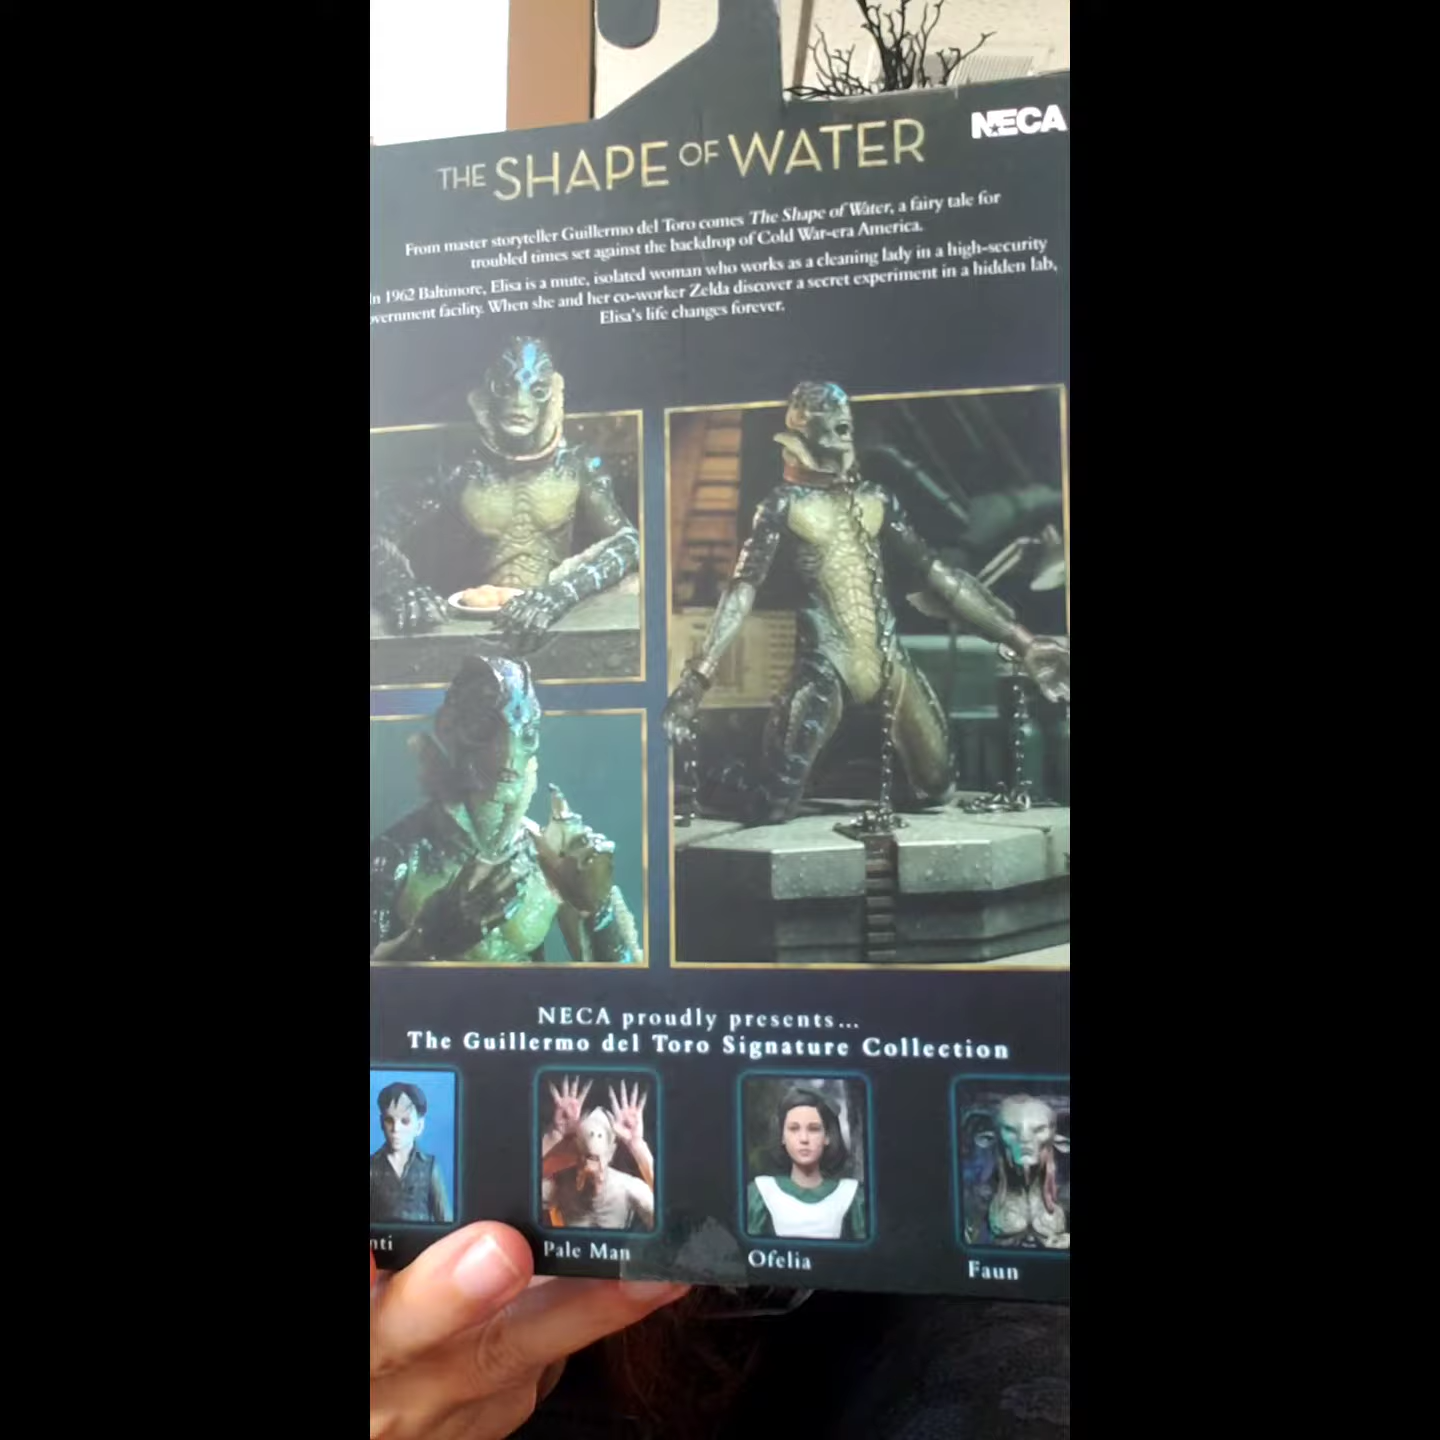 NECA
THE SHAPE OF WATER
From master storyteller Guillermo del Toro comes The Shape of Water, a fairy tale for
troubled times set against the backdrop of Cold War-era America.
n 1962 Baltimore, Elisa is a mute, isolated woman who works as a cleaning lady in a high-security
vernment facility. When she and her co-worker Zelda discover a secret experiment in a hidden lab,
Elisa's life changes forever.
NECA proudly presents...
The Guillermo del Toro Signature Collection
nti
Pale Man
Ofelia
Faun